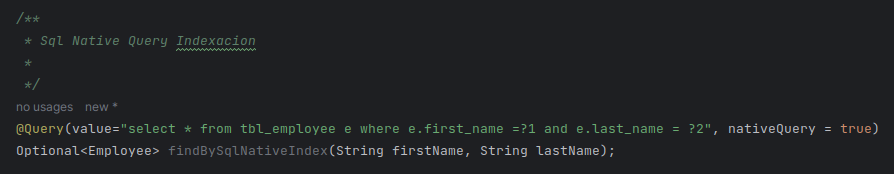 /**
 * Sql Native Query Indexacion
 *
 */
no usages   new *
@Query(value="select * from tbl_employee e where e.first_name =?1 and e.last_name = ?2", nativeQuery = true)
Optional<Employee> findBySqlNativeIndex(String firstName, String lastName);